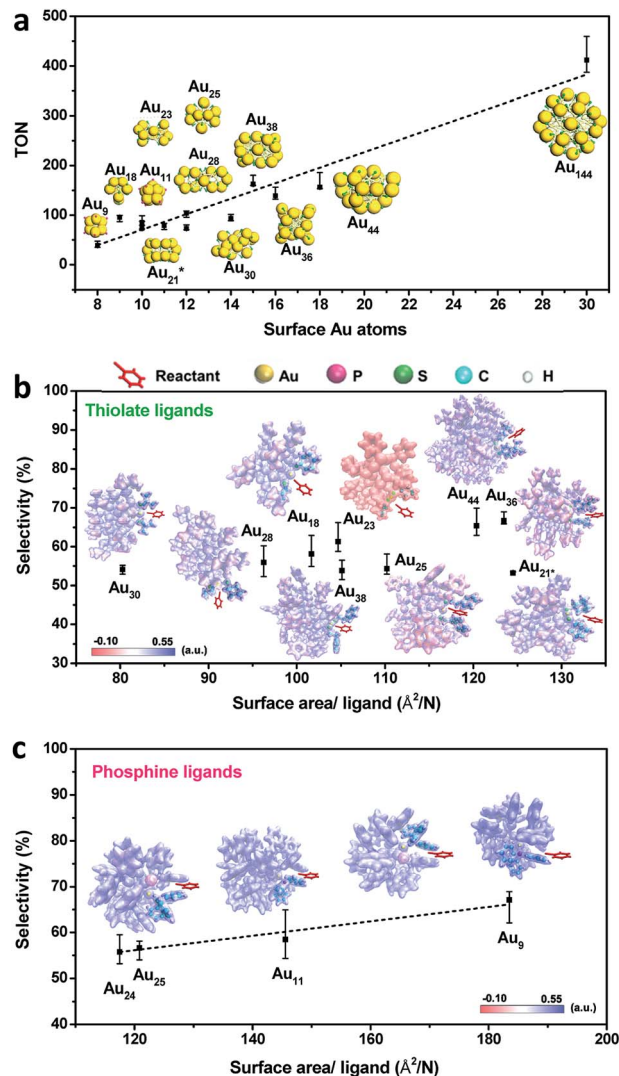 a
500
400
300
200
100
0
TON
Au25
Au23
Au38
Au18
Au11
Au28
Au9
Au144
Au44
Au21*
Au30
Au36
8 10 12 14 16 18 20 22 24 26 28 30
Surface Au atoms
Reactant Au P S C H
b
100
90
80
70
60
50
40
30
Selectivity (%)
Thiolate ligands
Au44 Au36
Au28
Au18
Au23
Au25
Au21*
Au30
Au38
-0.10 0.55
(a.u.)
80 90 100 110 120 130
Surface area/ ligand (Å²/N)
c
100
90
80
70
60
50
40
Selectivity (%)
Phosphine ligands
Au24
Au25
Au11
Au9
-0.10 0.55
(a.u.)
120 140 160 180 200
Surface area/ ligand (Å²/N)